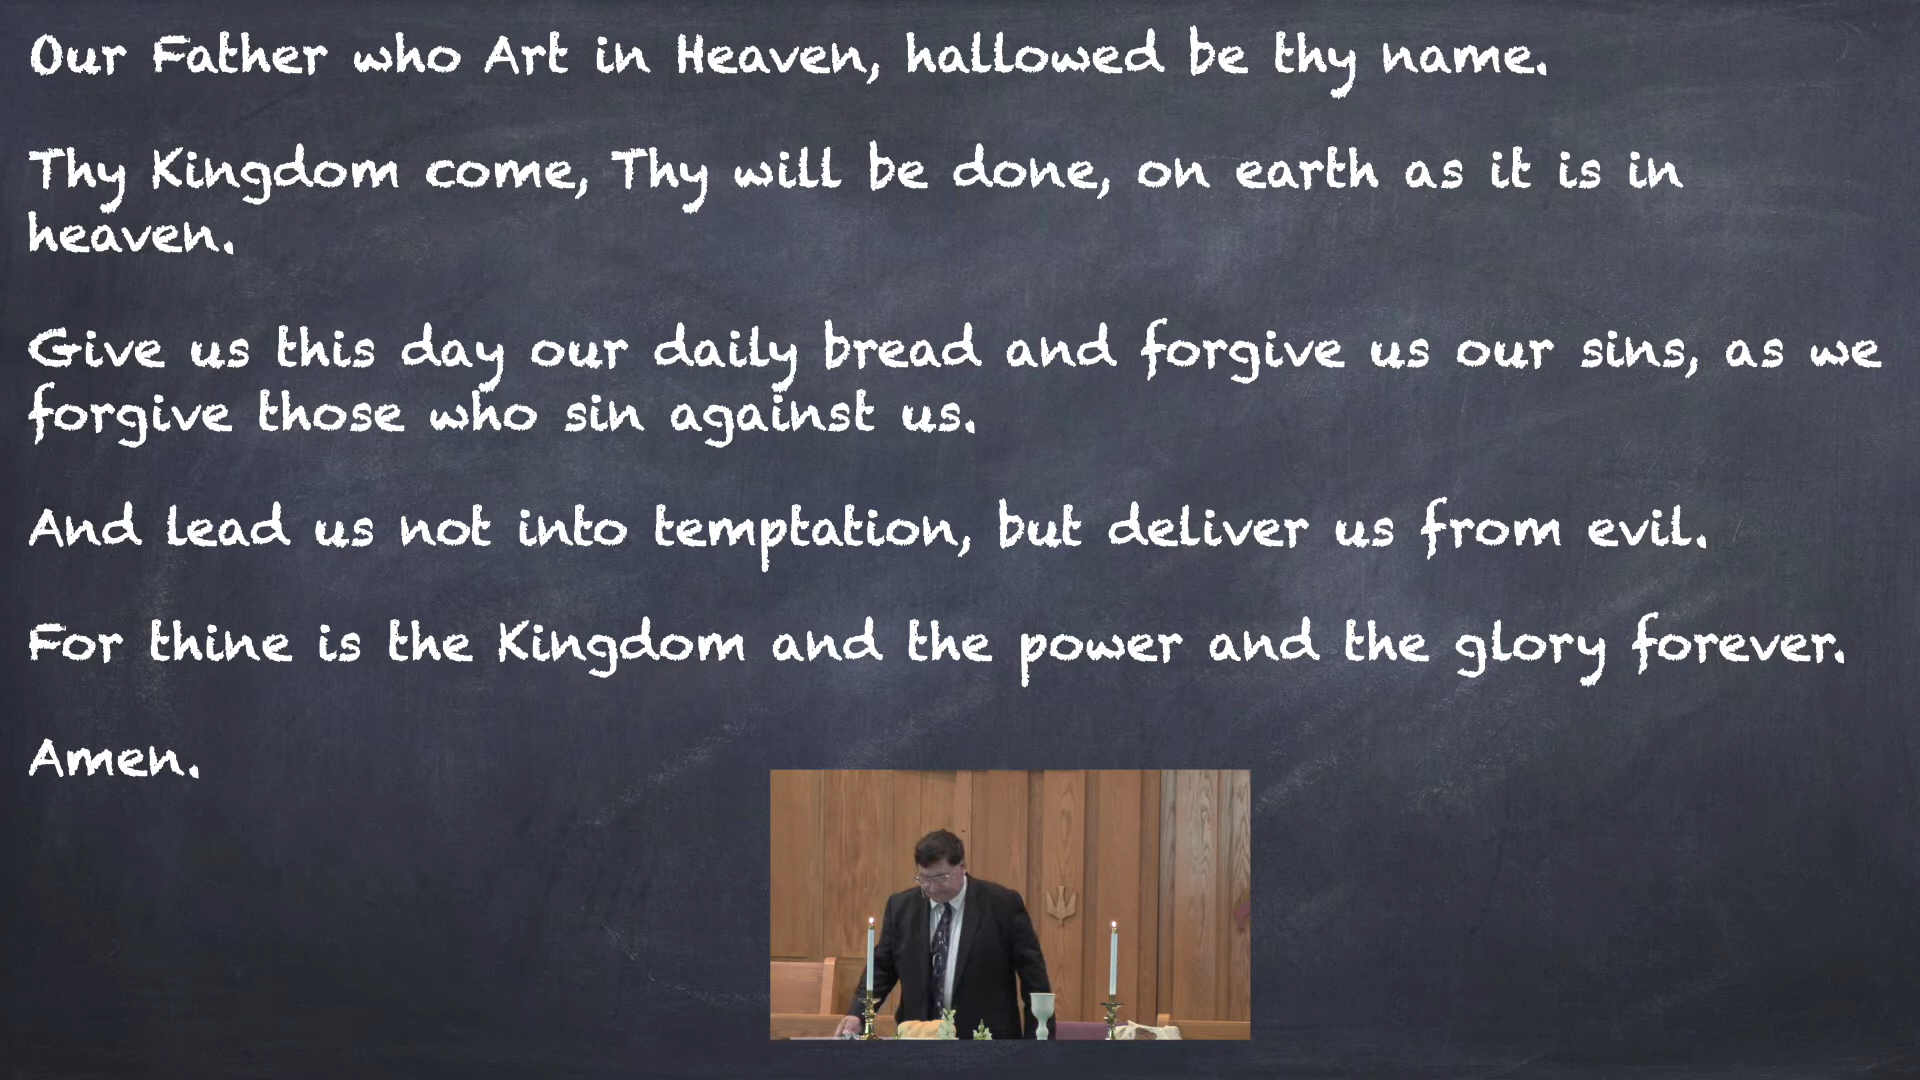 Our Father who Art in Heaven, hallowed be thy name.
Thy Kingdom come, Thy will be done, on earth as it is in
heaven.
Give us this day our daily bread and forgive us our sins, as we
forgive those who sin against us.
And lead us not into temptation, but deliver us from evil.
For thine is the Kingdom and the power and the glory forever.
Amen.